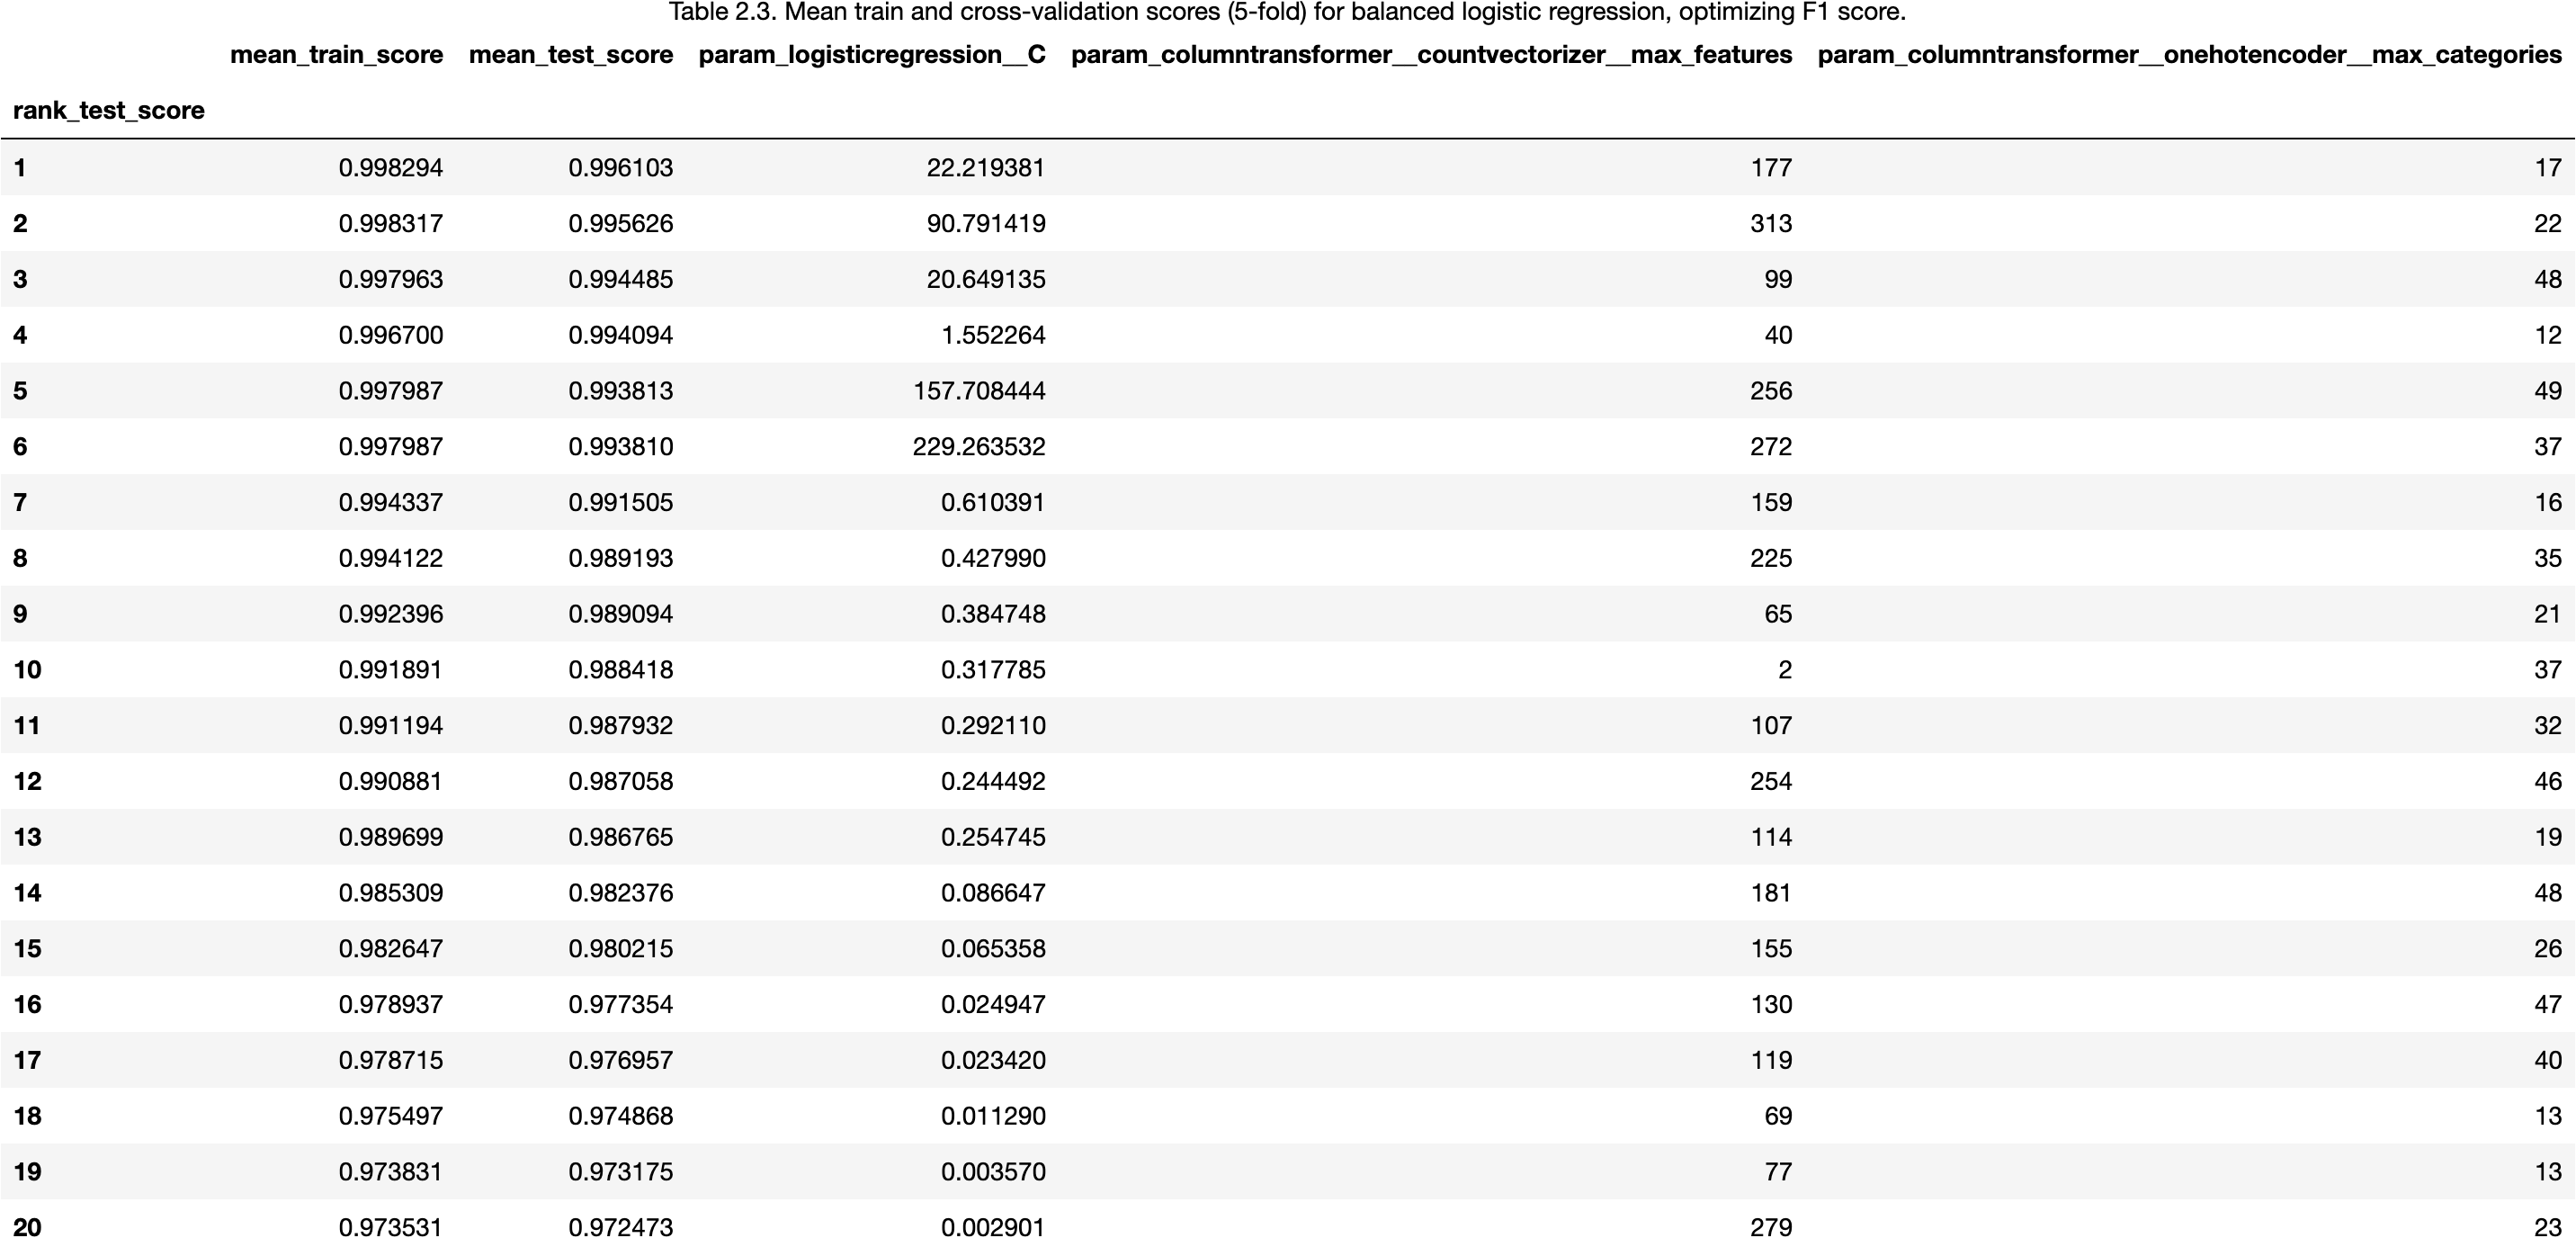 Table 2.3. Mean train and cross-validation scores (5-fold) for balanced logistic regression, optimizing F1 score.
mean_train_score mean_test_score param_logisticregression__C param_columntransformer__countvectorizer__max_features param_columntransformer__onehotencoder__max_categories
rank_test_score
1 0.998294 0.996103 22.219381 177 17
2 0.998317 0.995626 90.791419 313 22
3 0.997963 0.994485 20.649135 99 48
4 0.996700 0.994094 1.552264 40 12
5 0.997987 0.993813 157.708444 256 49
6 0.997987 0.993810 229.263532 272 37
7 0.994337 0.991505 0.610391 159 16
8 0.994122 0.989193 0.427990 225 35
9 0.992396 0.989094 0.384748 65 21
10 0.991891 0.988418 0.317785 2 37
11 0.991194 0.987932 0.292110 107 32
12 0.990881 0.987058 0.244492 254 46
13 0.989699 0.986765 0.254745 114 19
14 0.985309 0.982376 0.086647 181 48
15 0.982647 0.980215 0.065358 155 26
16 0.978937 0.977354 0.024947 130 47
17 0.978715 0.976957 0.023420 119 40
18 0.975497 0.974868 0.011290 69 13
19 0.973831 0.973175 0.003570 77 13
20 0.973531 0.972473 0.002901 279 23